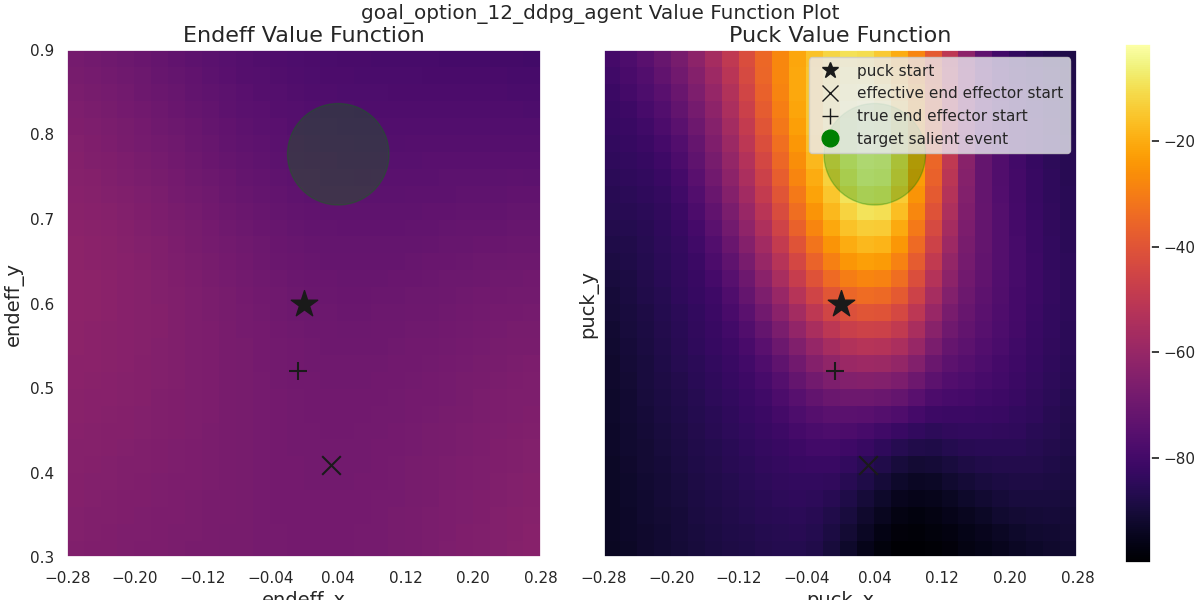 goal_option_12_ddpg_agent Value Function Plot
Endeff Value Function
Puck Value Function
0.9
0.8
0.7
0.6
0.5
0.4
0.3
endeff_y
−0.28 −0.20 −0.12 −0.04 0.04 0.12 0.20 0.28
endeff_x
puck_y
puck start
effective end effector start
true end effector start
target salient event
−0.28 −0.20 −0.12 −0.04 0.04 0.12 0.20 0.28
puck_x
−20
−40
−60
−80